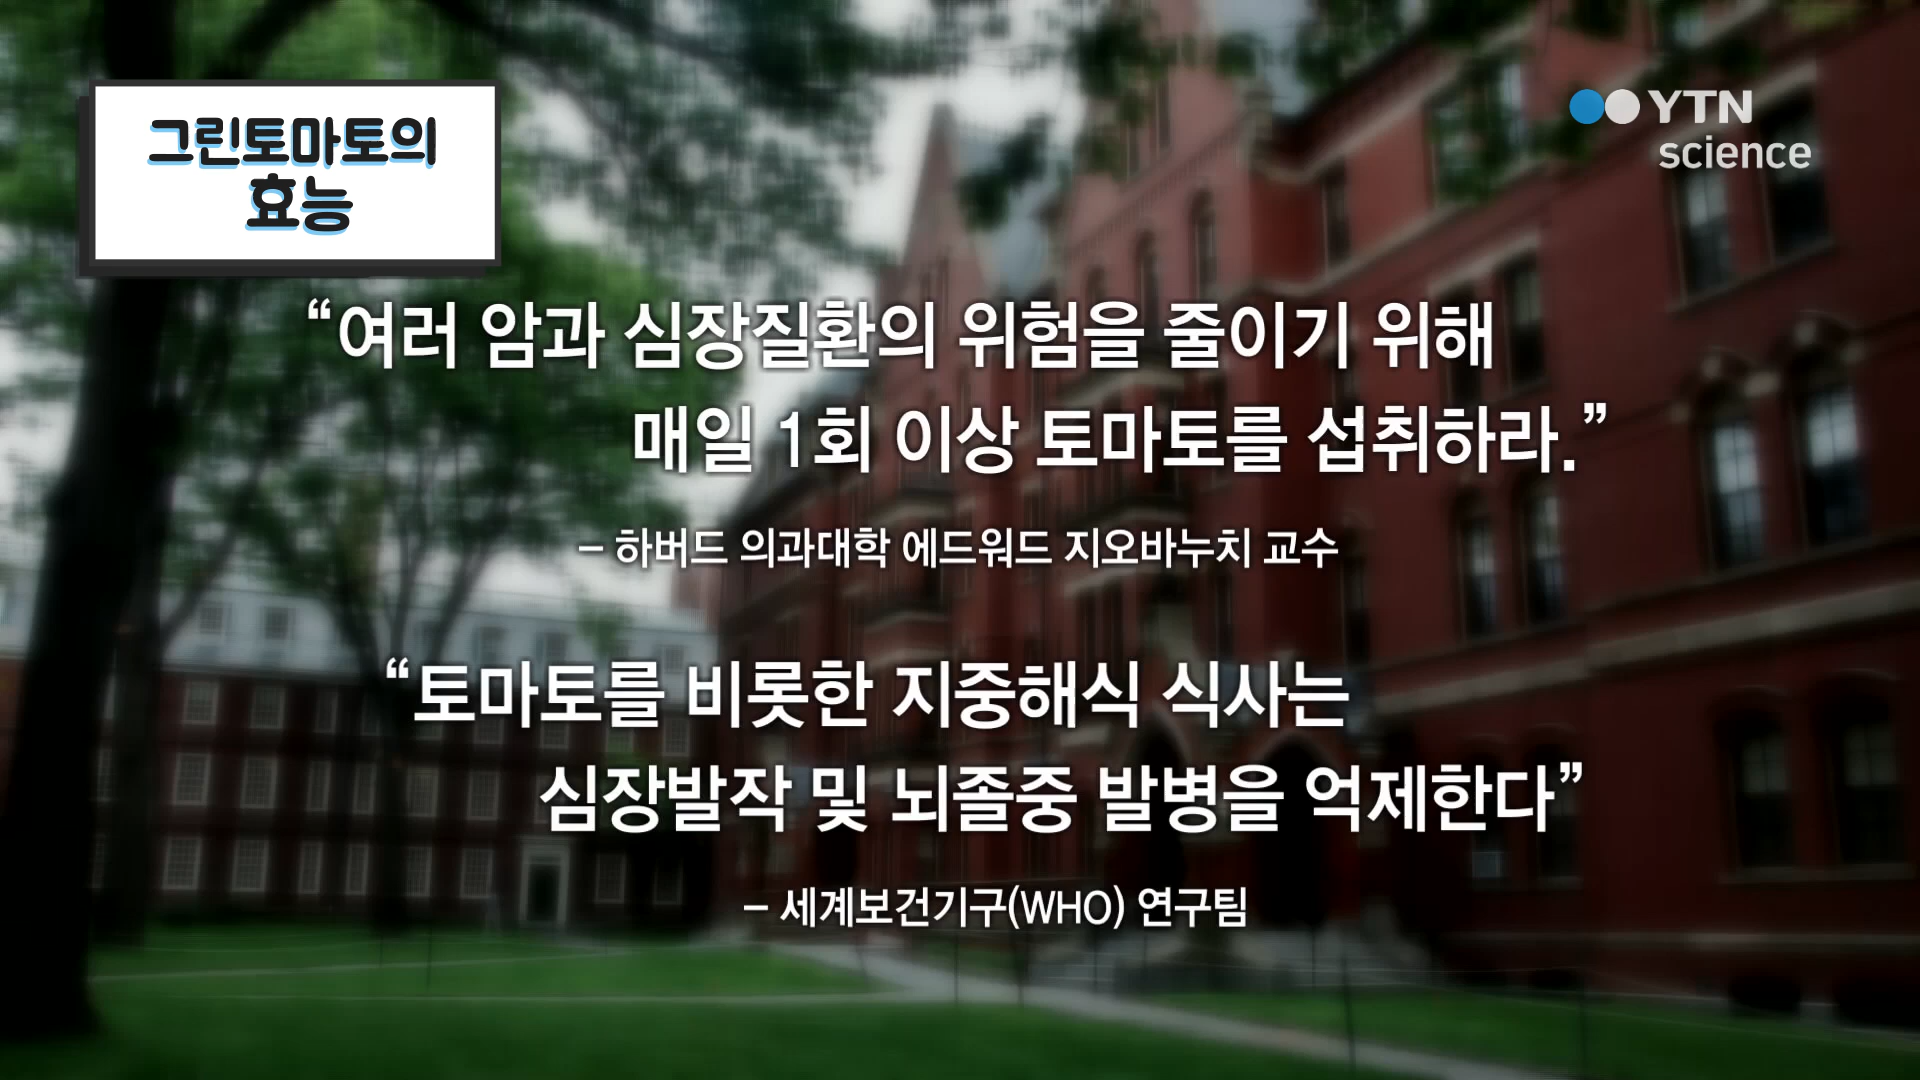 그린토마토의
효능
YTN
science
“여러 암과 심장질환의 위험을 줄이기 위해
매일 1회 이상 토마토를 섭취하라.”
– 하버드 의과대학 에드워드 지오바누치 교수
“토마토를 비롯한 지중해식 식사는
심장발작 및 뇌졸중 발병을 억제한다”
– 세계보건기구(WHO) 연구팀